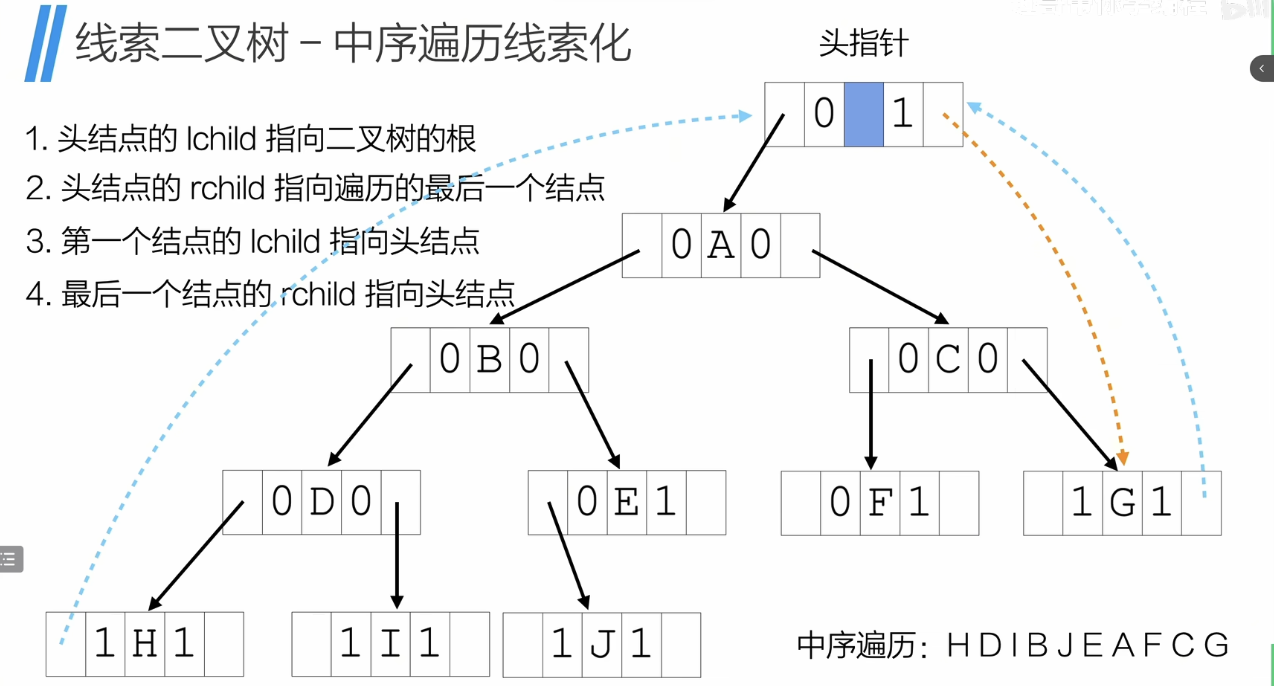 线索二叉树 – 中序遍历线索化
头指针
0 1
1. 头结点的 lchild 指向二叉树的根
2. 头结点的 rchild 指向遍历的最后一个结点
3. 第一个结点的 lchild 指向头结点
4. 最后一个结点的 rchild 指向头结点
0 A 0
0 B 0
0 C 0
0 D 0
0 E 1
0 F 1
1 G 1
1 H 1
1 I 1
1 J 1
中序遍历: H D I B J E A F C G